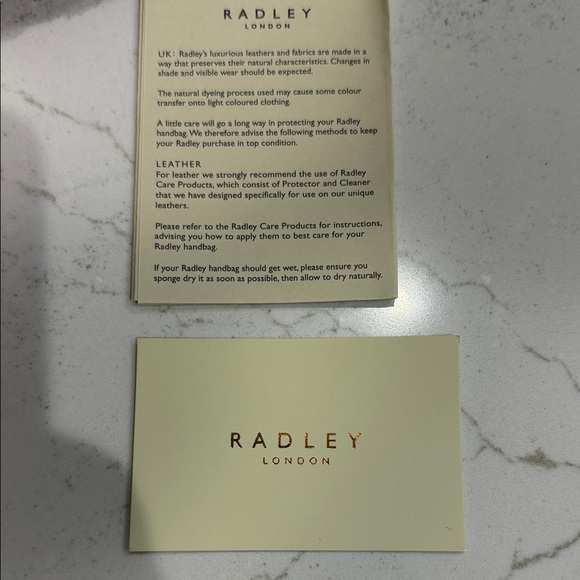 RADLEY
LONDON
UK: Radley's luxurious leathers and fabrics are made in a
way that preserves their natural characteristics. Changes in
shade and visible wear should be expected.
The natural dyeing process used may cause some colour
transfer onto light coloured clothing.
A little care will go a long way in protecting your Radley
handbag. We therefore advise the following methods to keep
your Radley purchase in top condition.
LEATHER
For leather we strongly recommend the use of Radley
Care Products, which consist of Protector and Cleaner
that we have designed specifically for use on our unique
leathers.
Please refer to the Radley Care Products for instructions,
advising you how to apply them to best care for your
Radley handbag.
If your Radley handbag should get wet, please ensure you
sponge dry it as soon as possible, then allow to dry naturally.
RADLEY
LONDON